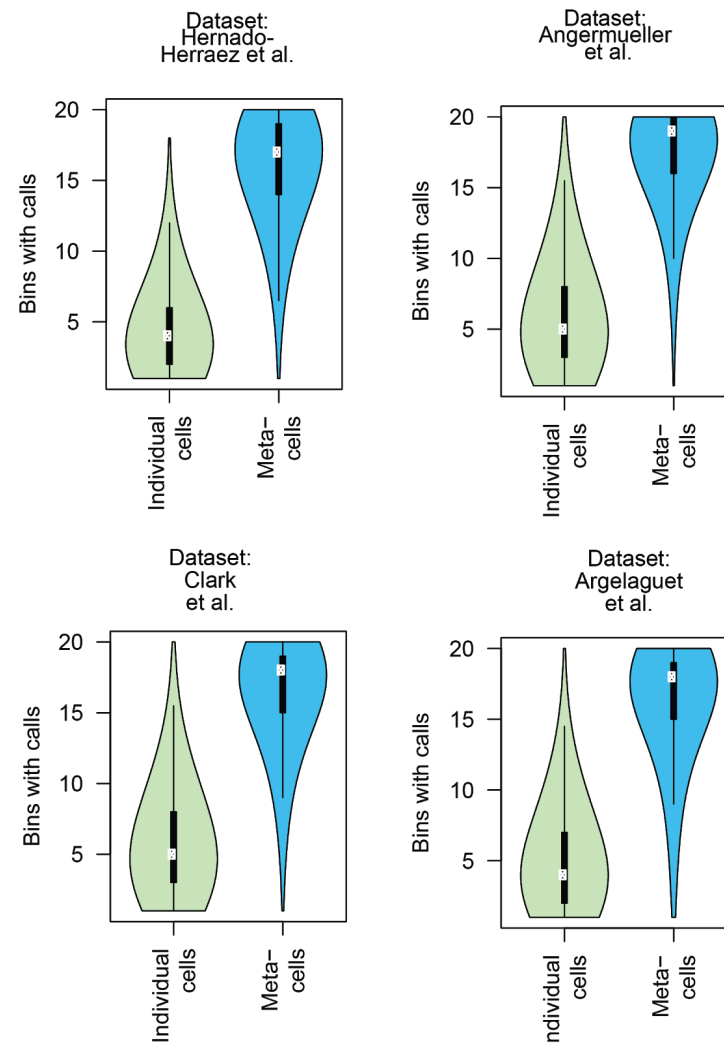 Dataset:
Hernado-
Herraez et al.
20
15
10
5
Bins with calls
Individual
cells
Meta-
cells
Dataset:
Angermueller
et al.
20
15
10
5
Bins with calls
Individual
cells
Meta-
cells
Dataset:
Clark
et al.
20
15
10
5
Bins with calls
Individual
cells
Meta-
cells
Dataset:
Argelaguet
et al.
20
15
10
5
Bins with calls
ndividual
cells
Meta-
cells